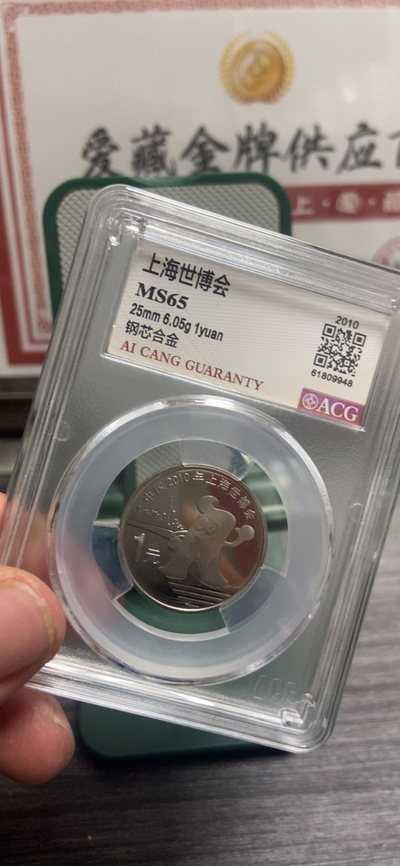 爱藏金牌供应商
上海世博会
MS65
25mm 6.05g 1yuan
钢芯合金
AI CANG GUARANTY
2010
61809948
ACG
中国2010年上海世博会
1元
ACG